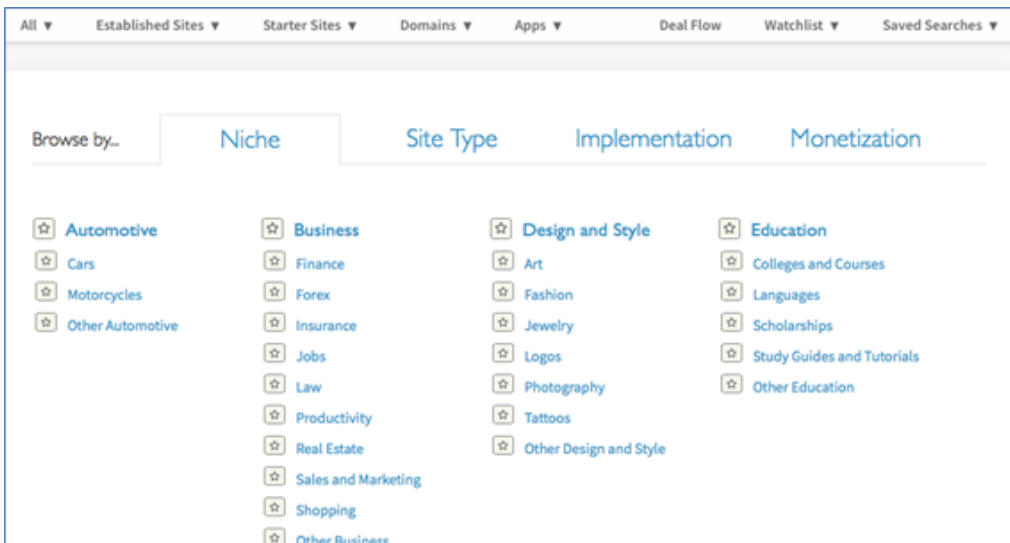 All ▼ Established Sites ▼ Starter Sites ▼ Domains ▼ Apps ▼ Deal Flow Watchlist ▼ Saved Searches ▼
Browse by... Niche Site Type Implementation Monetization
Automotive
Cars
Motorcycles
Other Automotive
Business
Finance
Forex
Insurance
Jobs
Law
Productivity
Real Estate
Sales and Marketing
Shopping
Other Business
Design and Style
Art
Fashion
Jewelry
Logos
Photography
Tattoos
Other Design and Style
Education
Colleges and Courses
Languages
Scholarships
Study Guides and Tutorials
Other Education